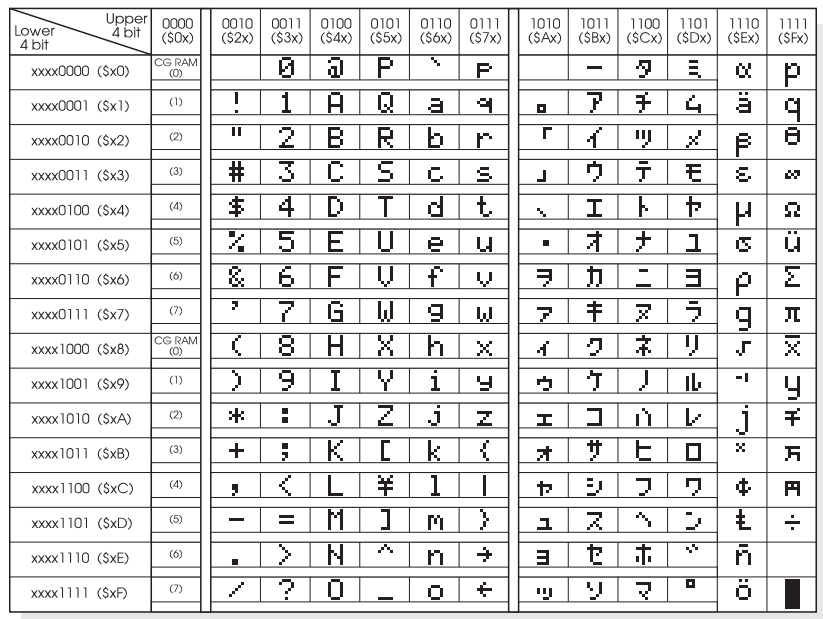 Upper 4 bit Lower 4 bit 0000 ($0x) 0010 ($2x) 0011 ($3x) 0100 ($4x) 0101 ($5x) 0110 ($6x) 0111 ($7x) 1010 ($Ax) 1011 ($Bx) 1100 ($Cx) 1101 ($Dx) 1110 ($Ex) 1111 ($Fx)
xxxx0000 ($x0) CG RAM (0) 0 @ P ` p ー タ ミ α p
xxxx0001 ($x1) (1) ! 1 A Q a q 。 ア チ ム ä q
xxxx0010 ($x2) (2) " 2 B R b r 「 イ ツ メ β θ
xxxx0011 ($x3) (3) # 3 C S c s 」 ウ テ モ ε ∞
xxxx0100 ($x4) (4) $ 4 D T d t 、 エ ト ヤ μ Ω
xxxx0101 ($x5) (5) % 5 E U e u ・ オ ナ ユ σ ü
xxxx0110 ($x6) (6) & 6 F V f v ヲ カ ニ ヨ ρ Σ
xxxx0111 ($x7) (7) ' 7 G W g w ァ キ ヌ ラ g π
xxxx1000 ($x8) CG RAM (0) ( 8 H X h x ィ ク ネ リ √ x̄
xxxx1001 ($x9) (1) ) 9 I Y i y ゥ ケ ノ ル ⁻¹ y
xxxx1010 ($xA) (2) * : J Z j z ェ コ ハ レ j 千
xxxx1011 ($xB) (3) + ; K [ k { ォ サ ヒ ロ ˣ 万
xxxx1100 ($xC) (4) , < L ¥ l | ャ シ フ ワ ¢ 円
xxxx1101 ($xD) (5) - = M ] m } ュ ス ヘ ン Ł ÷
xxxx1110 ($xE) (6) . > N ^ n → ョ セ ホ ゛ ñ
xxxx1111 ($xF) (7) / ? O _ o ← ッ ソ マ ゜ ö █